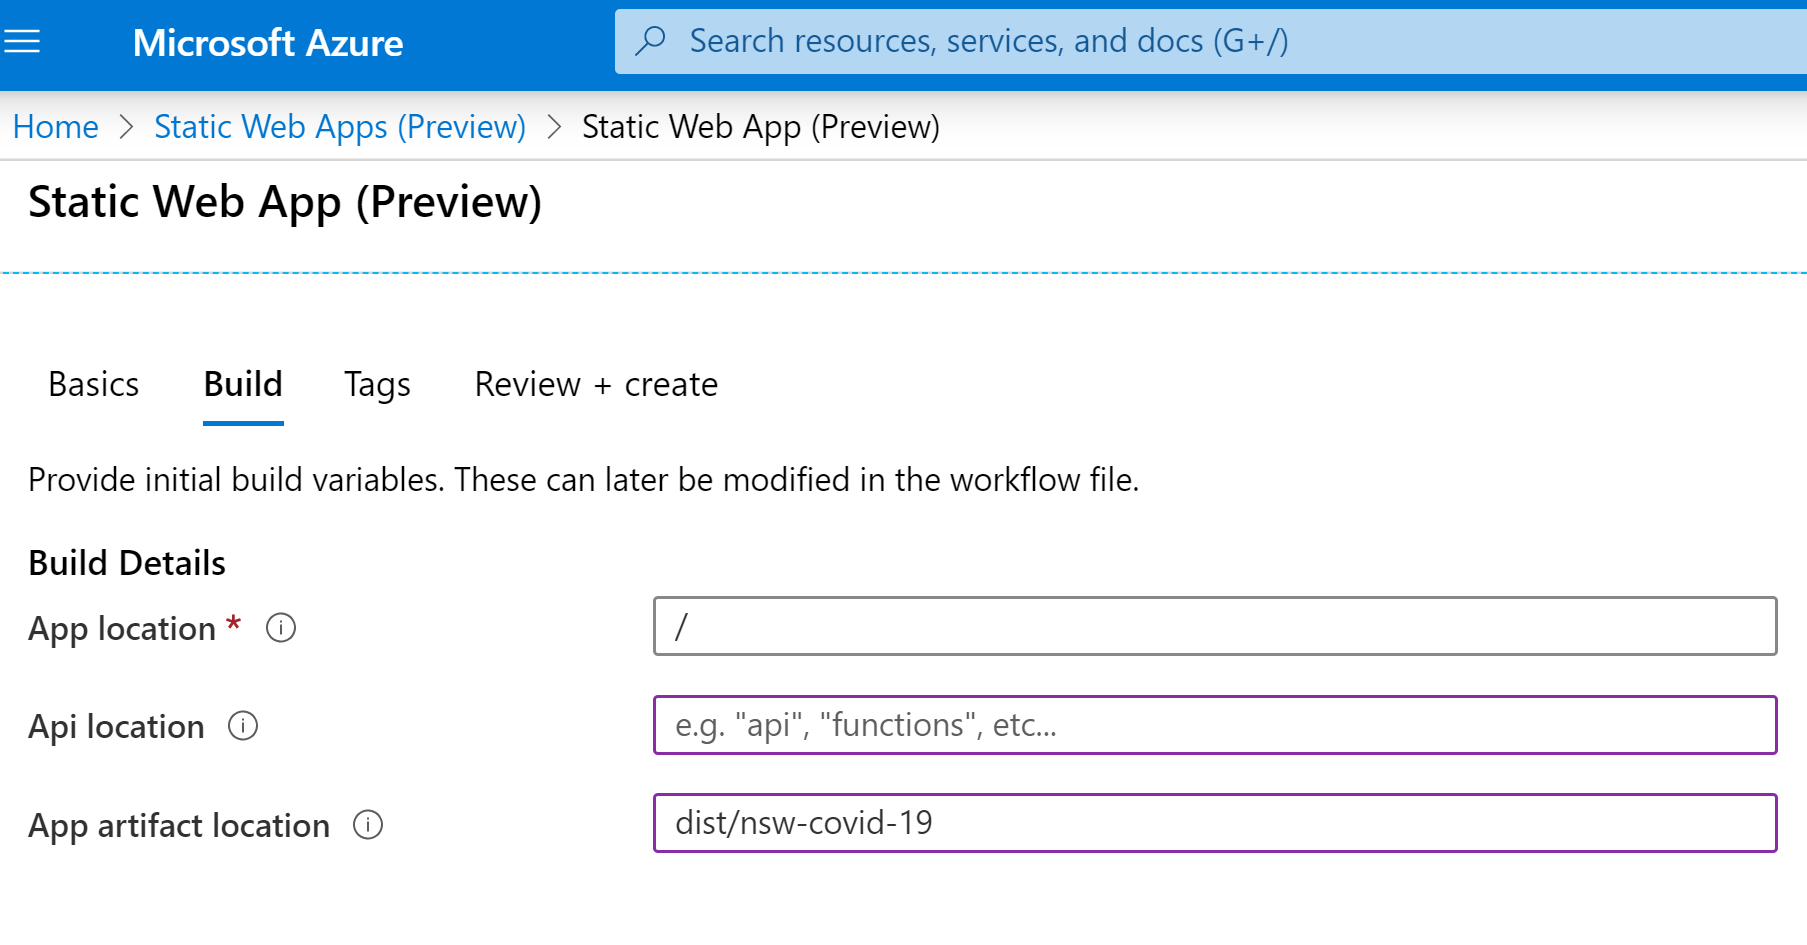 Microsoft Azure
Search resources, services, and docs (G+/)
Home > Static Web Apps (Preview) > Static Web App (Preview)
Static Web App (Preview)
Basics Build Tags Review + create
Provide initial build variables. These can later be modified in the workflow file.
Build Details
App location * /
Api location e.g. "api", "functions", etc...
App artifact location dist/nsw-covid-19